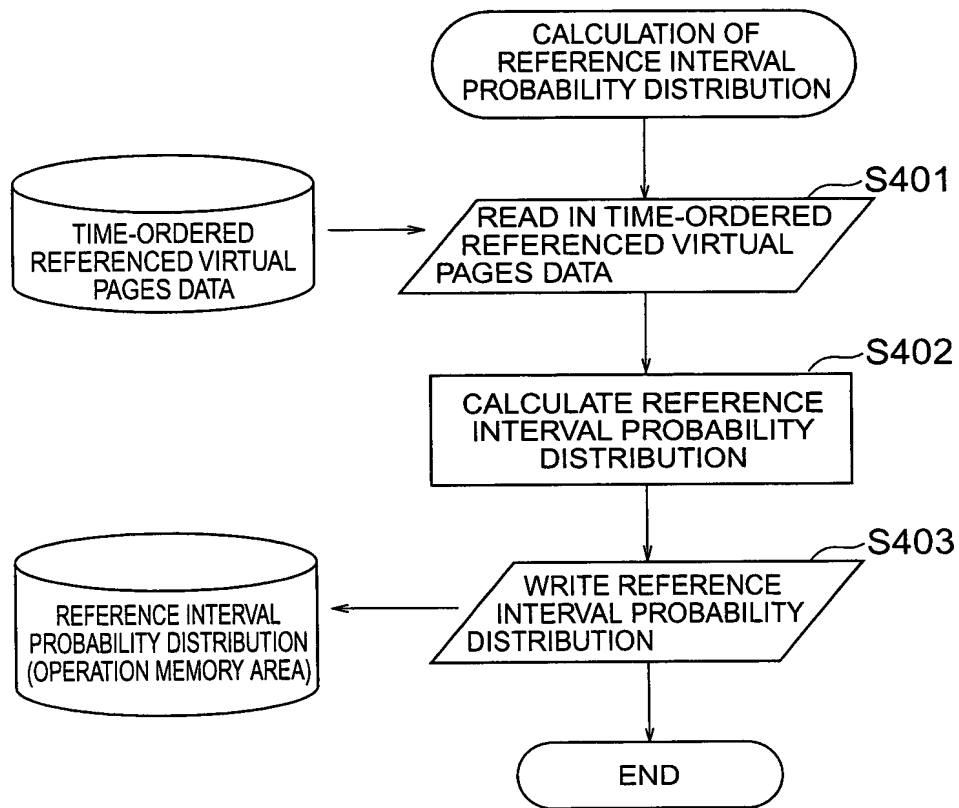 CALCULATION OF
REFERENCE INTERVAL
PROBABILITY DISTRIBUTION
S401
TIME-ORDERED
REFERENCED VIRTUAL
PAGES DATA
READ IN TIME-ORDERED
REFERENCED VIRTUAL
PAGES DATA
S402
CALCULATE REFERENCE
INTERVAL PROBABILITY
DISTRIBUTION
S403
WRITE REFERENCE
INTERVAL PROBABILITY
DISTRIBUTION
REFERENCE INTERVAL
PROBABILITY DISTRIBUTION
(OPERATION MEMORY AREA)
END